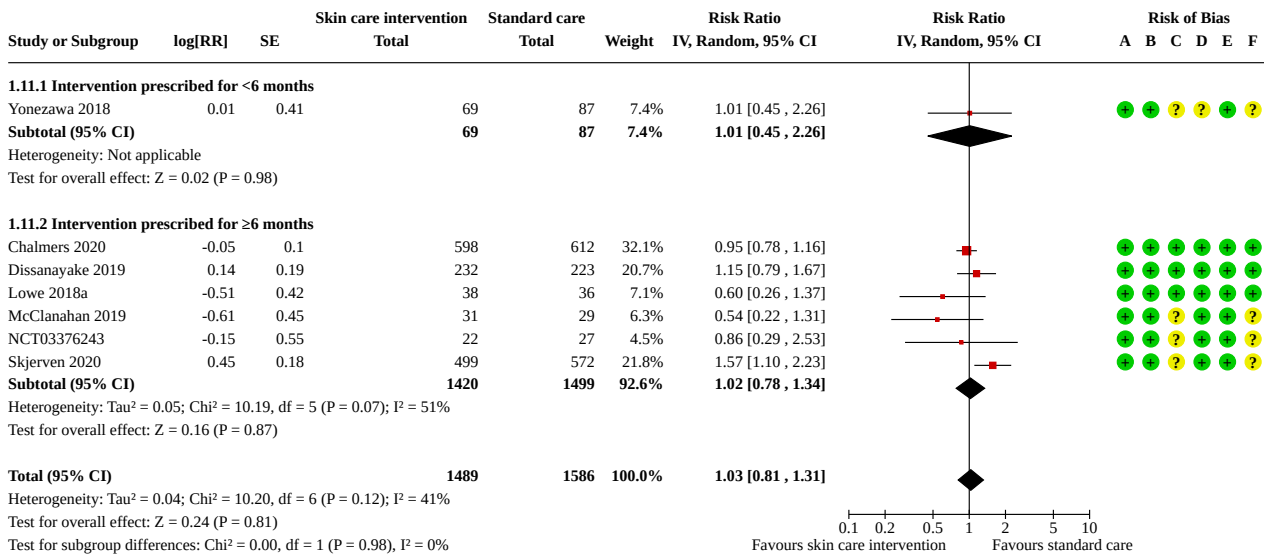 Skin care intervention Standard care Risk Ratio Risk Ratio Risk of Bias
Study or Subgroup log[RR] SE Total Total Weight IV, Random, 95% CI IV, Random, 95% CI A B C D E F
1.11.1 Intervention prescribed for <6 months
Yonezawa 2018 0.01 0.41 69 87 7.4% 1.01 [0.45 , 2.26] + + ? ? + ?
Subtotal (95% CI) 69 87 7.4% 1.01 [0.45 , 2.26]
Heterogeneity: Not applicable
Test for overall effect: Z = 0.02 (P = 0.98)
1.11.2 Intervention prescribed for ≥6 months
Chalmers 2020 -0.05 0.1 598 612 32.1% 0.95 [0.78 , 1.16] + + + + + +
Dissanayake 2019 0.14 0.19 232 223 20.7% 1.15 [0.79 , 1.67] + + + + + +
Lowe 2018a -0.51 0.42 38 36 7.1% 0.60 [0.26 , 1.37] + + + + + +
McClanahan 2019 -0.61 0.45 31 29 6.3% 0.54 [0.22 , 1.31] + + ? + + ?
NCT03376243 -0.15 0.55 22 27 4.5% 0.86 [0.29 , 2.53] + + ? + + ?
Skjerven 2020 0.45 0.18 499 572 21.8% 1.57 [1.10 , 2.23] + + ? + + ?
Subtotal (95% CI) 1420 1499 92.6% 1.02 [0.78 , 1.34]
Heterogeneity: Tau² = 0.05; Chi² = 10.19, df = 5 (P = 0.07); I² = 51%
Test for overall effect: Z = 0.16 (P = 0.87)
Total (95% CI) 1489 1586 100.0% 1.03 [0.81 , 1.31]
Heterogeneity: Tau² = 0.04; Chi² = 10.20, df = 6 (P = 0.12); I² = 41%
Test for overall effect: Z = 0.24 (P = 0.81)
0.1 0.2 0.5 1 2 5 10
Test for subgroup differences: Chi² = 0.00, df = 1 (P = 0.98), I² = 0%
Favours skin care intervention Favours standard care